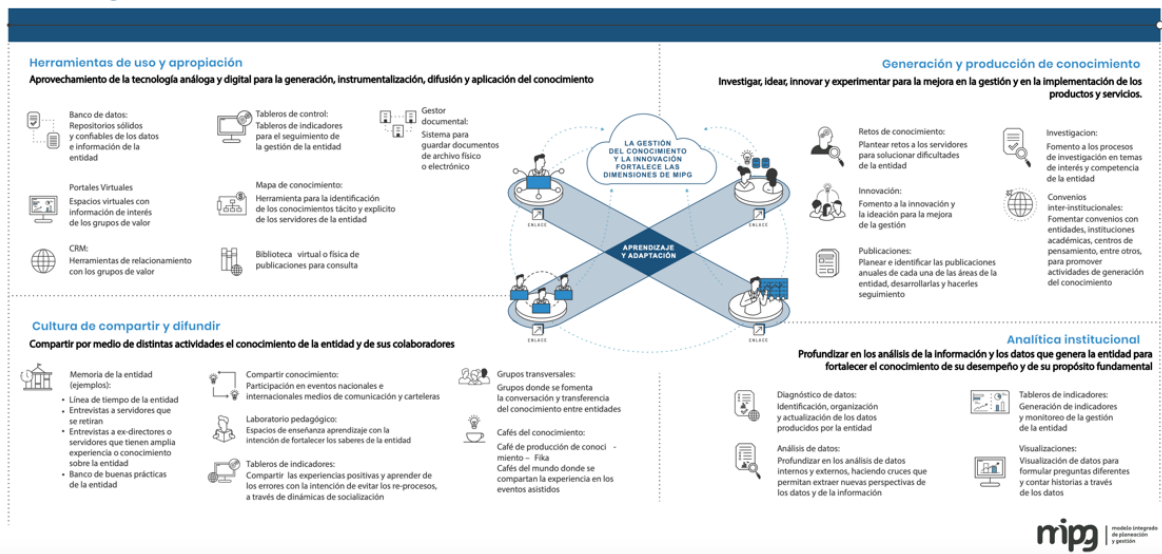 Herramientas de uso y apropiación
Aprovechamiento de la tecnología análoga y digital para la generación, instrumentalización, difusión y aplicación del conocimiento
Banco de datos:
Repositorios sólidos
y confiables de los datos
e información de la
entidad
Tableros de control:
Tableros de indicadores
para el seguimiento de
la gestión de la entidad
Gestor
documental:
Sistema para
guardar documentos
de archivo físico
o electrónico
Portales Virtuales
Espacios virtuales con
información de interés
de los grupos de valor
Mapa de conocimiento:
Herramienta para la identificación
de los conocimientos tácito y explicito
de los servidores de la entidad
CRM:
Herramientas de relacionamiento
con los grupos de valor
Biblioteca virtual o física de
publicaciones para consulta
LA GESTIÓN
DEL CONOCIMIENTO
Y LA INNOVACIÓN
FORTALECE LAS
DIMENSIONES DE MIPG
ENLACE
ENLACE
APRENDIZAJE
Y ADAPTACIÓN
ENLACE
ENLACE
Generación y producción de conocimiento
Investigar, idear, innovar y experimentar para la mejora en la gestión y en la implementación de los
productos y servicios.
Retos de conocimiento:
Plantear retos a los servidores
para solucionar dificultades
de la entidad
Investigacion:
Fomento a los procesos
de investigación en temas
de interés y competencia
de la entidad
Innovación:
Fomento a la innovación y
la ideación para la mejora
de la gestión
Convenios
inter-institucionales:
Fomentar convenios con
entidades, instituciones
académicas, centros de
pensamiento, entre otros,
para promover
actividades de generación
del conocimiento
Publicaciones:
Planear e identificar las publicaciones
anuales de cada una de las áreas de la
entidad, desarrollarlas y hacerles
seguimiento
Cultura de compartir y difundir
Compartir por medio de distintas actividades el conocimiento de la entidad y de sus colaboradores
Memoria de la entidad
(ejemplos):
• Línea de tiempo de la entidad
• Entrevistas a servidores que
se retiran
• Entrevistas a ex-directores o
servidores que tienen amplia
experiencia o conocimiento
sobre la entidad
• Banco de buenas prácticas
de la entidad
Compartir conocimiento:
Participación en eventos nacionales e
internacionales medios de comunicación y carteleras
Laboratorio pedagógico:
Espacios de enseñanza aprendizaje con la
intención de fortalecer los saberes de la entidad
Tableros de indicadores:
Compartir las experiencias positivas y aprender de
los errores con la intención de evitar los re-procesos,
a través de dinámicas de socialización
Grupos transversales:
Grupos donde se fomenta
la conversación y transferencia
del conocimiento entre entidades
Cafés del conocimiento:
Café de producción de conoci -
miento – Fika
Cafés del mundo donde se
compartan la experiencia en los
eventos asistidos
Analítica institucional
Profundizar en los análisis de la información y los datos que genera la entidad para
fortalecer el conocimiento de su desempeño y de su propósito fundamental
Diagnóstico de datos:
Identificación, organización
y actualización de los datos
producidos por la entidad
Tableros de indicadores:
Generación de indicadores
y monitoreo de la gestión
de la entidad
Análisis de datos:
Profundizar en los análisis de datos
internos y externos, haciendo cruces que
permitan extraer nuevas perspectivas de
los datos y de la información
Visualizaciones:
Visualización de datos para
formular preguntas diferentes
y contar historias a través
de los datos
mipg
modelo integrado
de planeación
y gestión